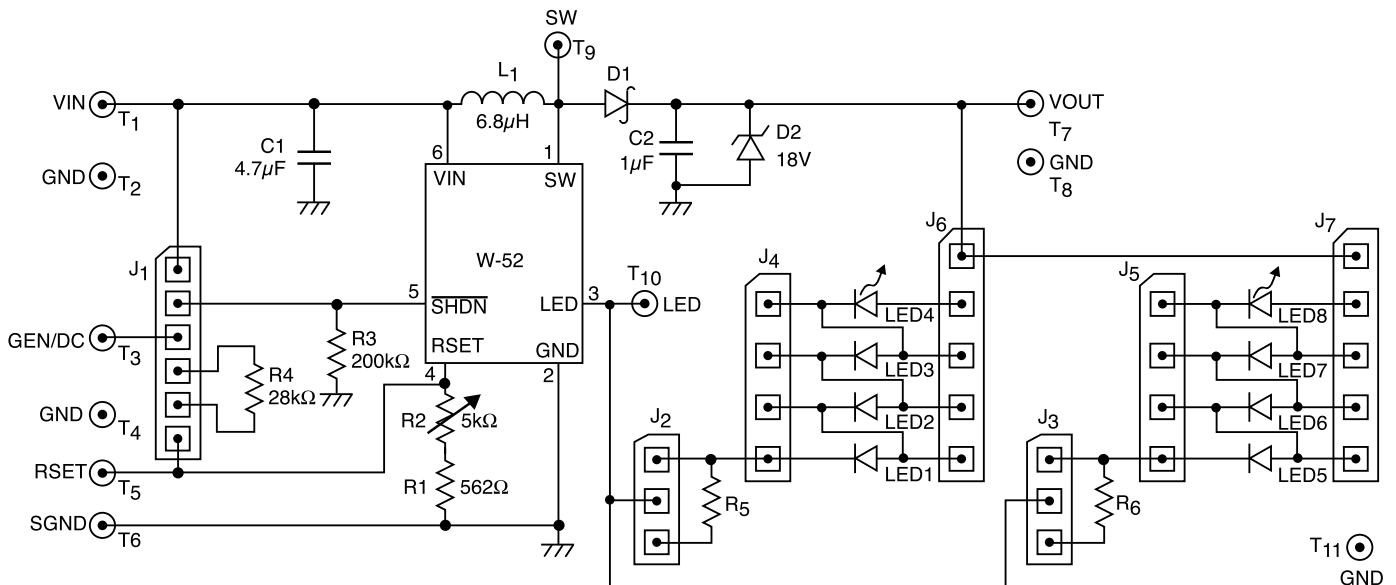 SW
T9
VIN
T1
L1
6.8µH
D1
VOUT
T7
C1
4.7µF
C2
1µF
D2
18V
GND
T2
GND
T8
6
1
VIN
SW
W-52
J1
5
SHDN
LED
3
T10
LED
RSET
GND
4
2
GEN/DC
T3
R3
200kΩ
R4
28kΩ
GND
T4
R2
5kΩ
RSET
T5
R1
562Ω
SGND
T6
J2
R5
J4
LED4
LED3
LED2
LED1
J6
J3
R6
J5
LED8
LED7
LED6
LED5
J7
T11
GND